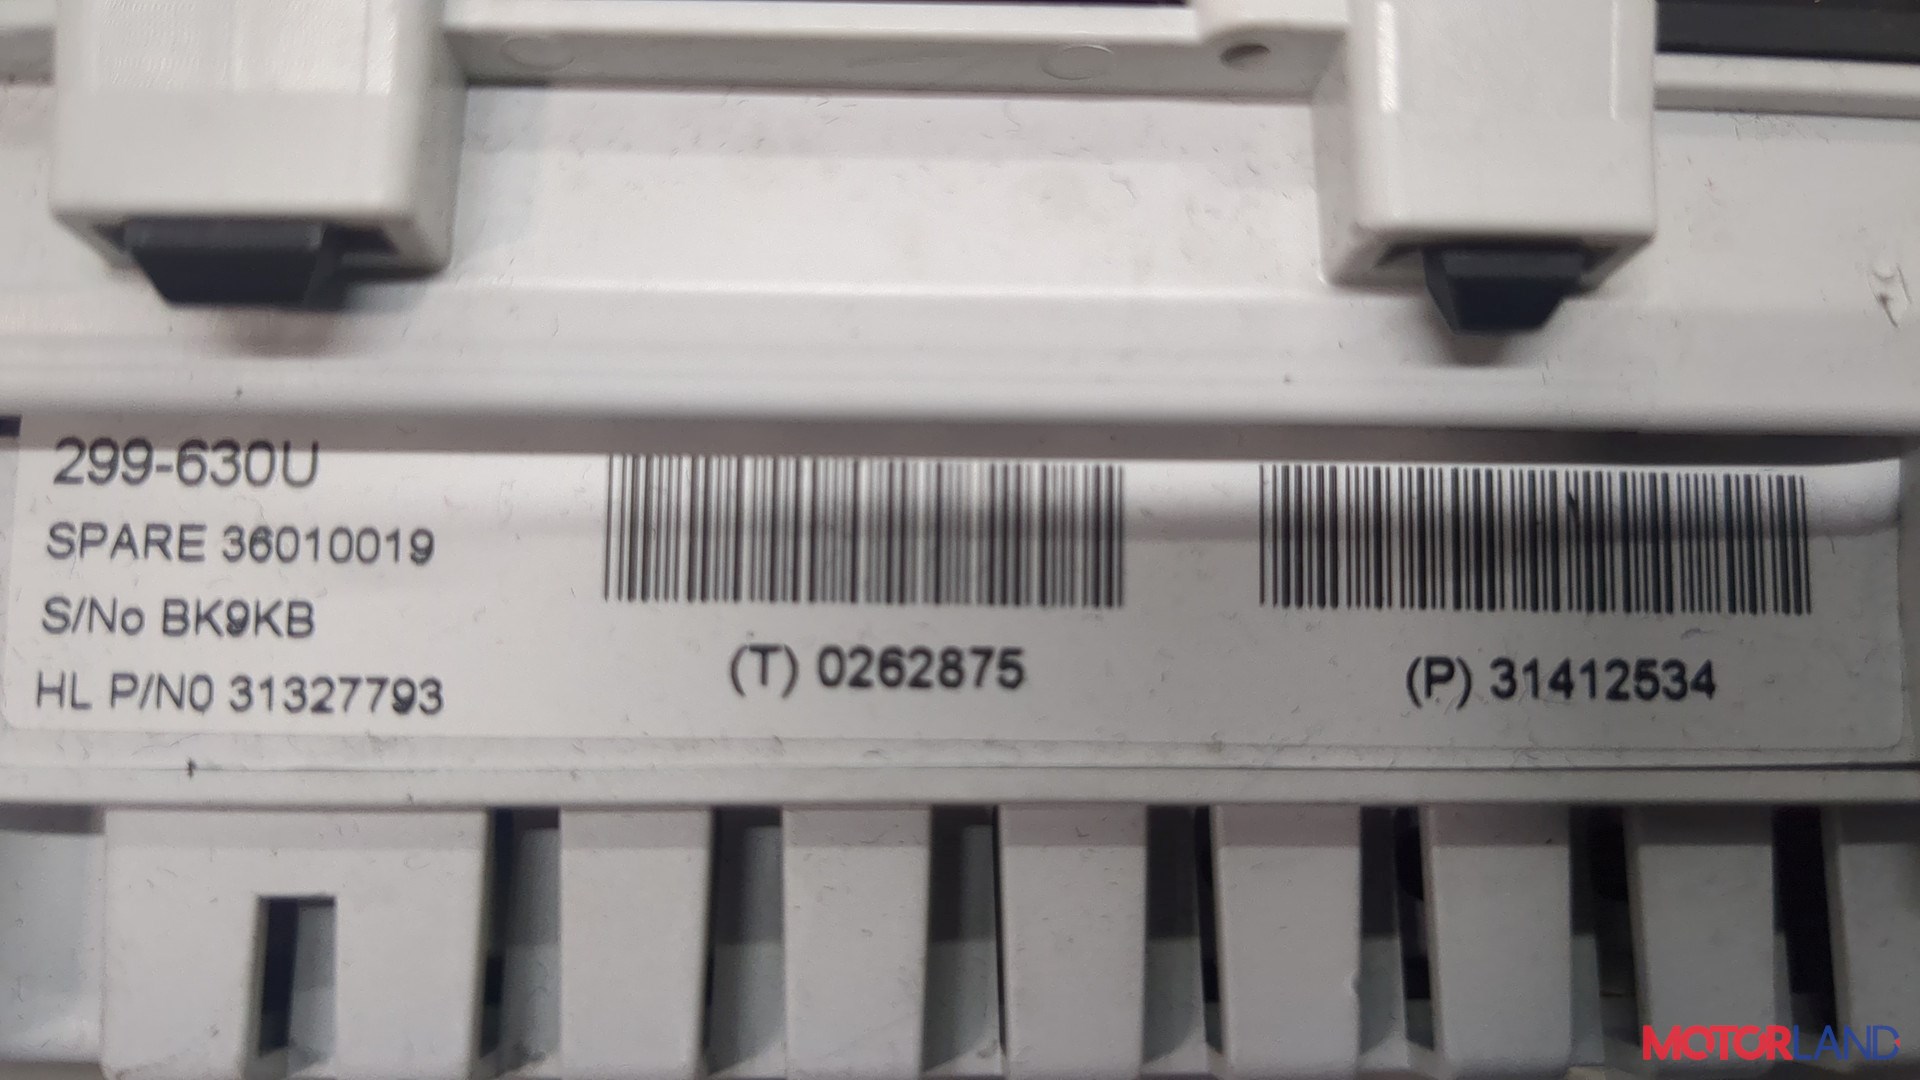 299-630U
SPARE 36010019
S/No BK9KB
HL P/N0 31327793
(T) 0262875
(P) 31412534
MOTORLAND